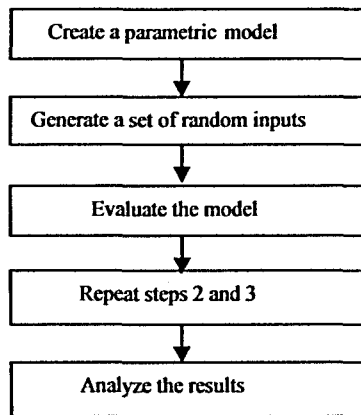 Create a parametric model
Generate a set of random inputs
Evaluate the model
Repeat steps 2 and 3
Analyze the results